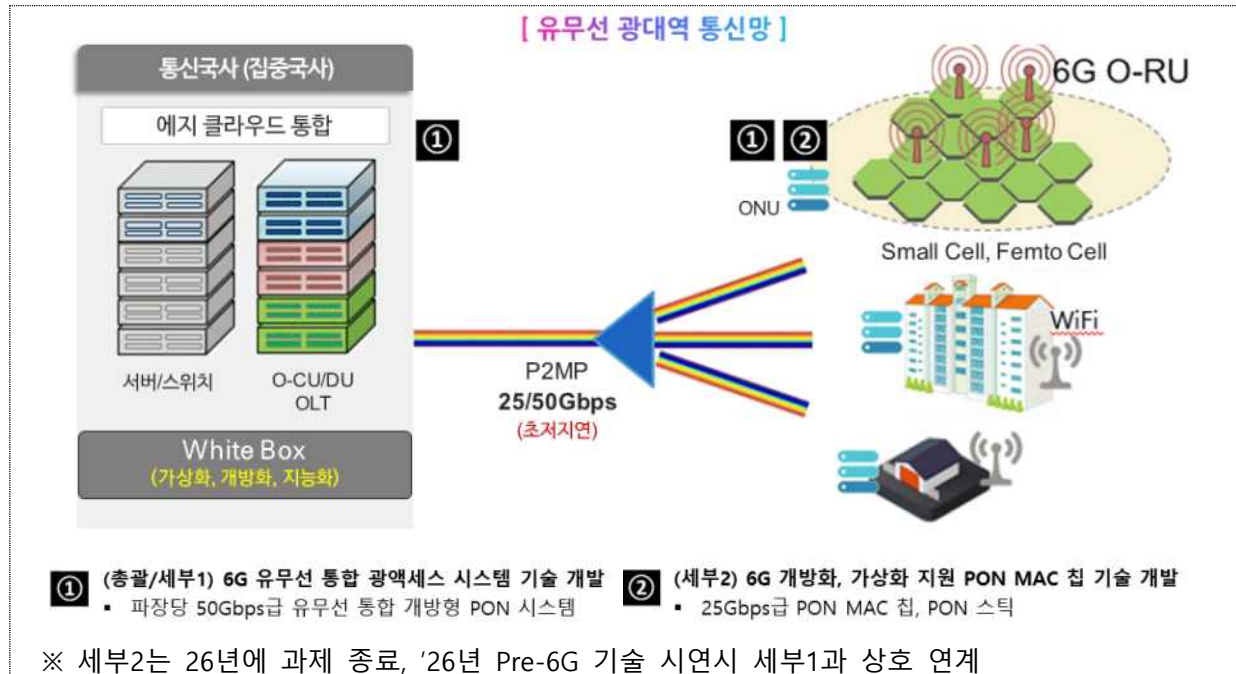 [ 유무선 광대역 통신망 ]
통신국사 (집중국사)
에지 클라우드 통합
서버/스위치
O-CU/DU
OLT
White Box
(가상화, 개방화, 지능화)
①
P2MP
25/50Gbps
(초저지연)
① ②
ONU
6G O-RU
Small Cell, Femto Cell
WiFi
① (총괄/세부1) 6G 유무선 통합 광액세스 시스템 기술 개발
▪ 파장당 50Gbps급 유무선 통합 개방형 PON 시스템
② (세부2) 6G 개방화, 가상화 지원 PON MAC 칩 기술 개발
▪ 25Gbps급 PON MAC 칩, PON 스틱
※ 세부2는 26년에 과제 종료, '26년 Pre-6G 기술 시연시 세부1과 상호 연계